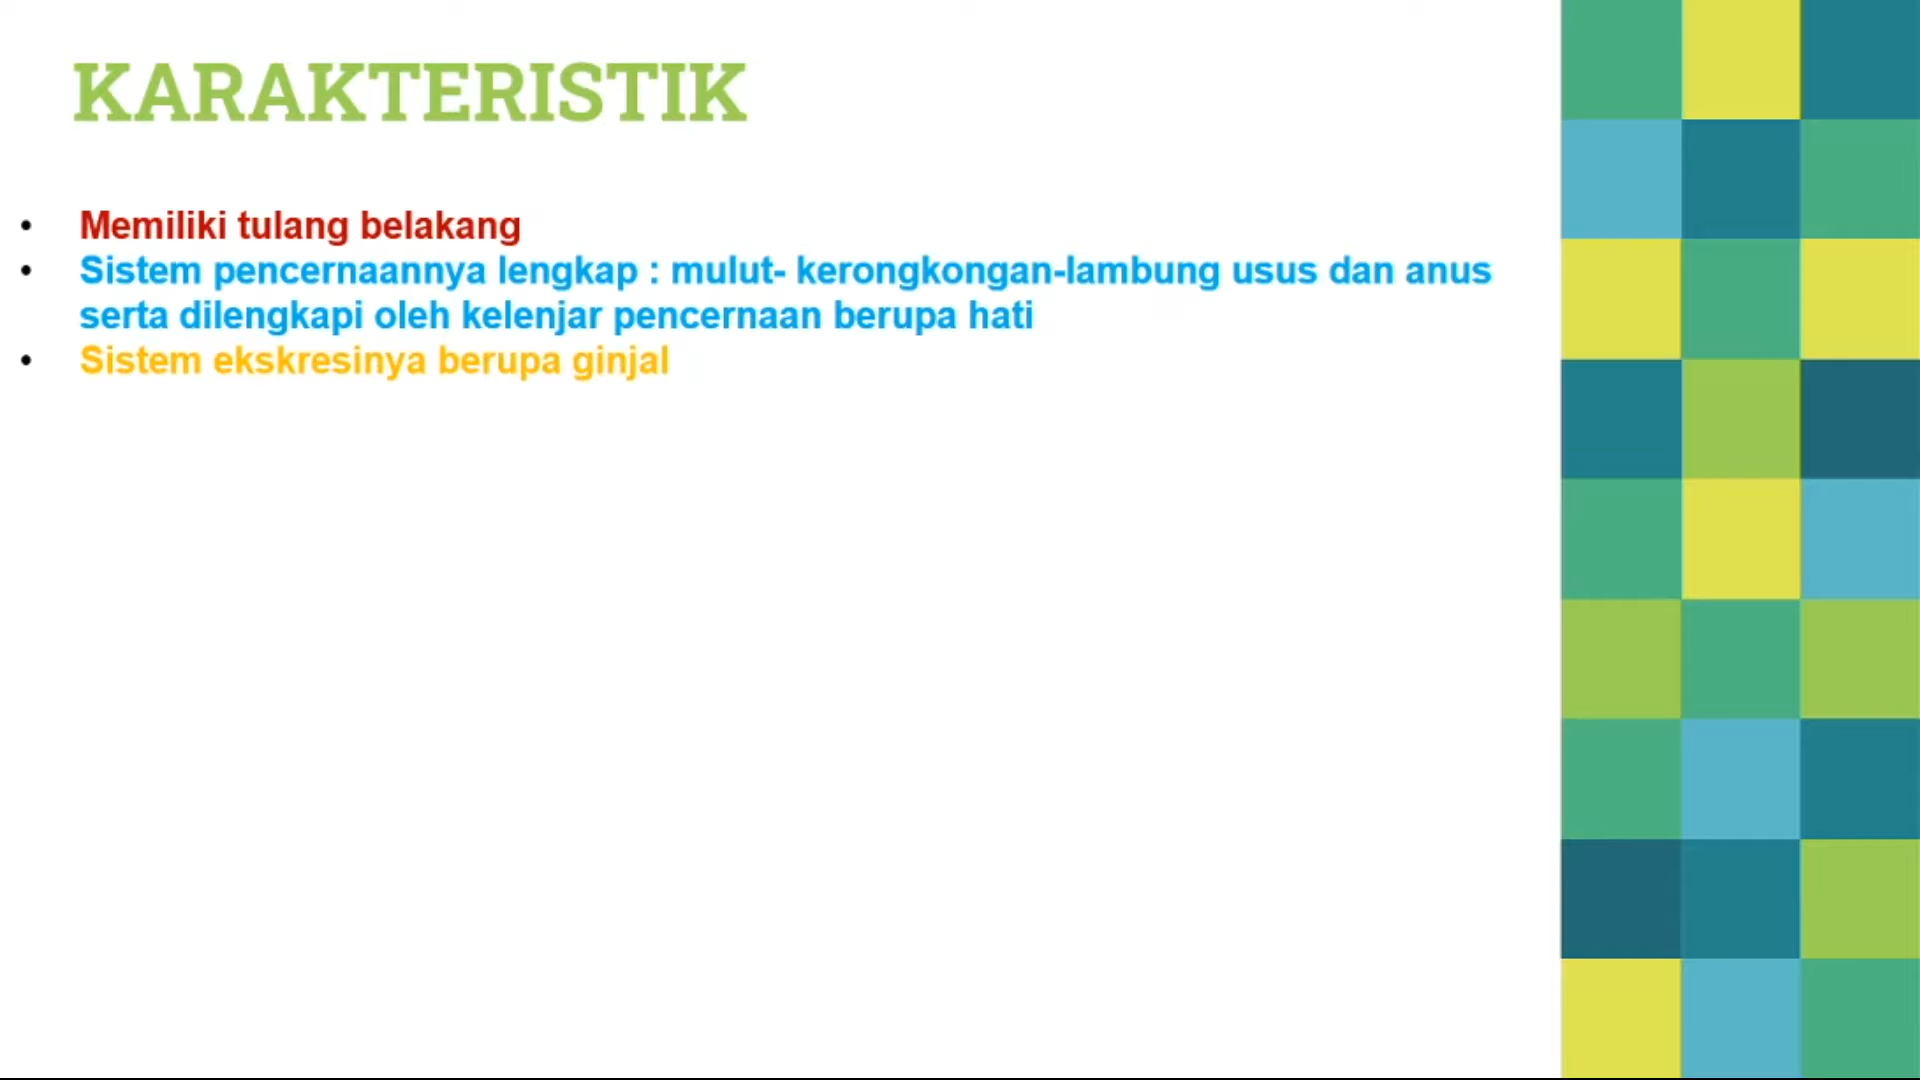 KARAKTERISTIK
• Memiliki tulang belakang
• Sistem pencernaannya lengkap : mulut- kerongkongan-lambung usus dan anus
serta dilengkapi oleh kelenjar pencernaan berupa hati
• Sistem ekskresinya berupa ginjal